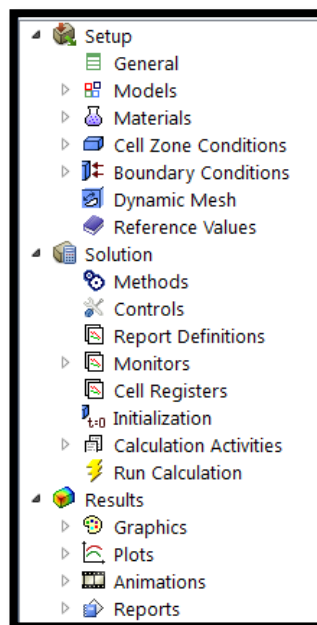 Setup
General
Models
Materials
Cell Zone Conditions
Boundary Conditions
Dynamic Mesh
Reference Values
Solution
Methods
Controls
Report Definitions
Monitors
Cell Registers
t=0 Initialization
Calculation Activities
Run Calculation
Results
Graphics
Plots
Animations
Reports